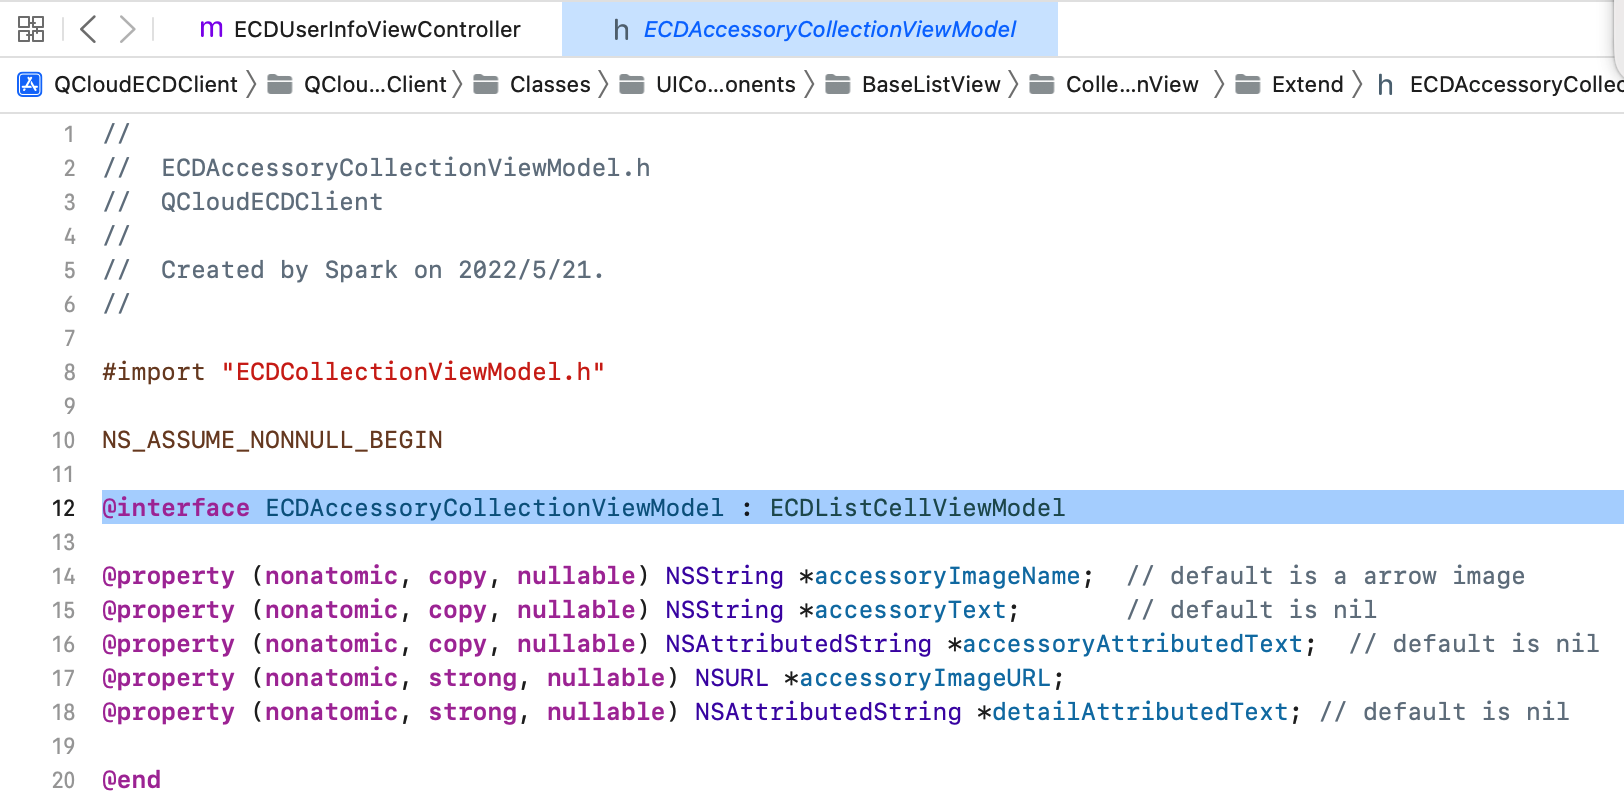 m ECDUserInfoViewController
h ECDAccessoryCollectionViewModel
QCloudECDClient QClou...Client Classes UICo...onents BaseListView Colle...nView Extend h ECDAccessoryCollec
1 //
2 //  ECDAccessoryCollectionViewModel.h
3 //  QCloudECDClient
4 //
5 //  Created by Spark on 2022/5/21.
6 //
7
8 #import "ECDCollectionViewModel.h"
9
10 NS_ASSUME_NONNULL_BEGIN
11
12 @interface ECDAccessoryCollectionViewModel : ECDListCellViewModel
13
14 @property (nonatomic, copy, nullable) NSString *accessoryImageName;  // default is a arrow image
15 @property (nonatomic, copy, nullable) NSString *accessoryText;       // default is nil
16 @property (nonatomic, copy, nullable) NSAttributedString *accessoryAttributedText;  // default is nil
17 @property (nonatomic, strong, nullable) NSURL *accessoryImageURL;
18 @property (nonatomic, strong, nullable) NSAttributedString *detailAttributedText; // default is nil
19
20 @end